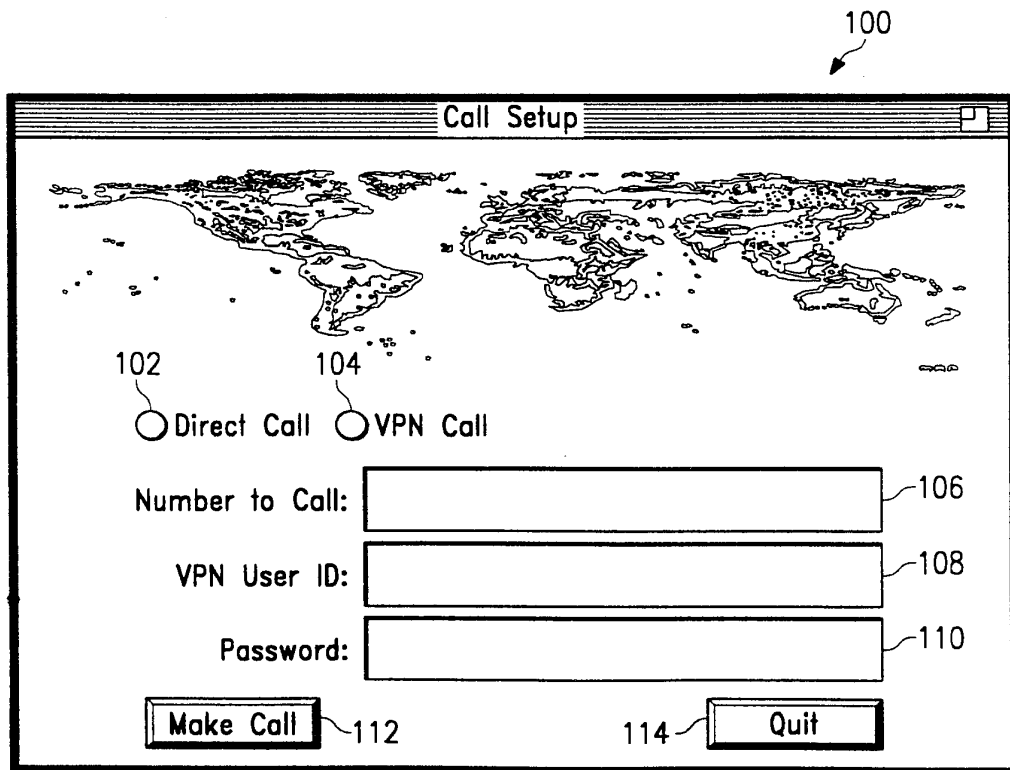 100
Call Setup
102 104
Direct Call VPN Call
Number to Call: 106
VPN User ID: 108
Password: 110
Make Call 112 114 Quit